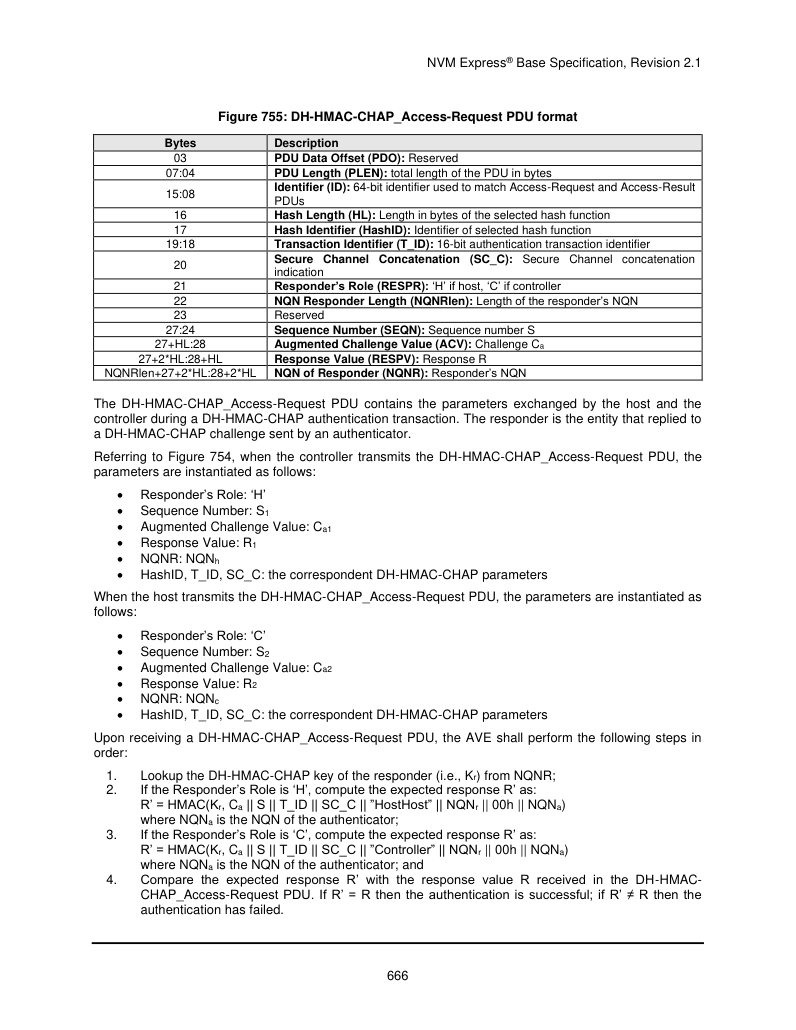 NVM Express® Base Specification, Revision 2.1
Figure 755: DH-HMAC-CHAP_Access-Request PDU format
Bytes Description
03 PDU Data Offset (PDO): Reserved
07:04 PDU Length (PLEN): total length of the PDU in bytes
15:08 Identifier (ID): 64-bit identifier used to match Access-Request and Access-Result
PDUs
16 Hash Length (HL): Length in bytes of the selected hash function
17 Hash Identifier (HashID): Identifier of selected hash function
19:18 Transaction Identifier (T_ID): 16-bit authentication transaction identifier
20 Secure Channel Concatenation (SC_C): Secure Channel concatenation
indication
21 Responder's Role (RESPR): 'H' if host, 'C' if controller
22 NQN Responder Length (NQNRlen): Length of the responder's NQN
23 Reserved
27:24 Sequence Number (SEQN): Sequence number S
27+HL:28 Augmented Challenge Value (ACV): Challenge Ca
27+2*HL:28+HL Response Value (RESPV): Response R
NQNRlen+27+2*HL:28+2*HL NQN of Responder (NQNR): Responder's NQN
The DH-HMAC-CHAP_Access-Request PDU contains the parameters exchanged by the host and the
controller during a DH-HMAC-CHAP authentication transaction. The responder is the entity that replied to
a DH-HMAC-CHAP challenge sent by an authenticator.
Referring to Figure 754, when the controller transmits the DH-HMAC-CHAP_Access-Request PDU, the
parameters are instantiated as follows:
• Responder's Role: 'H'
• Sequence Number: S1
• Augmented Challenge Value: Ca1
• Response Value: R1
• NQNR: NQNh
• HashID, T_ID, SC_C: the correspondent DH-HMAC-CHAP parameters
When the host transmits the DH-HMAC-CHAP_Access-Request PDU, the parameters are instantiated as
follows:
• Responder's Role: 'C'
• Sequence Number: S2
• Augmented Challenge Value: Ca2
• Response Value: R2
• NQNR: NQNc
• HashID, T_ID, SC_C: the correspondent DH-HMAC-CHAP parameters
Upon receiving a DH-HMAC-CHAP_Access-Request PDU, the AVE shall perform the following steps in
order:
1. Lookup the DH-HMAC-CHAP key of the responder (i.e., Kr) from NQNR;
2. If the Responder's Role is 'H', compute the expected response R' as:
R' = HMAC(Kr, Ca || S || T_ID || SC_C || "HostHost" || NQNr || 00h || NQNa)
where NQNa is the NQN of the authenticator;
3. If the Responder's Role is 'C', compute the expected response R' as:
R' = HMAC(Kr, Ca || S || T_ID || SC_C || "Controller" || NQNr || 00h || NQNa)
where NQNa is the NQN of the authenticator; and
4. Compare the expected response R' with the response value R received in the DH-HMAC-
CHAP_Access-Request PDU. If R' = R then the authentication is successful; if R' ≠ R then the
authentication has failed.
666